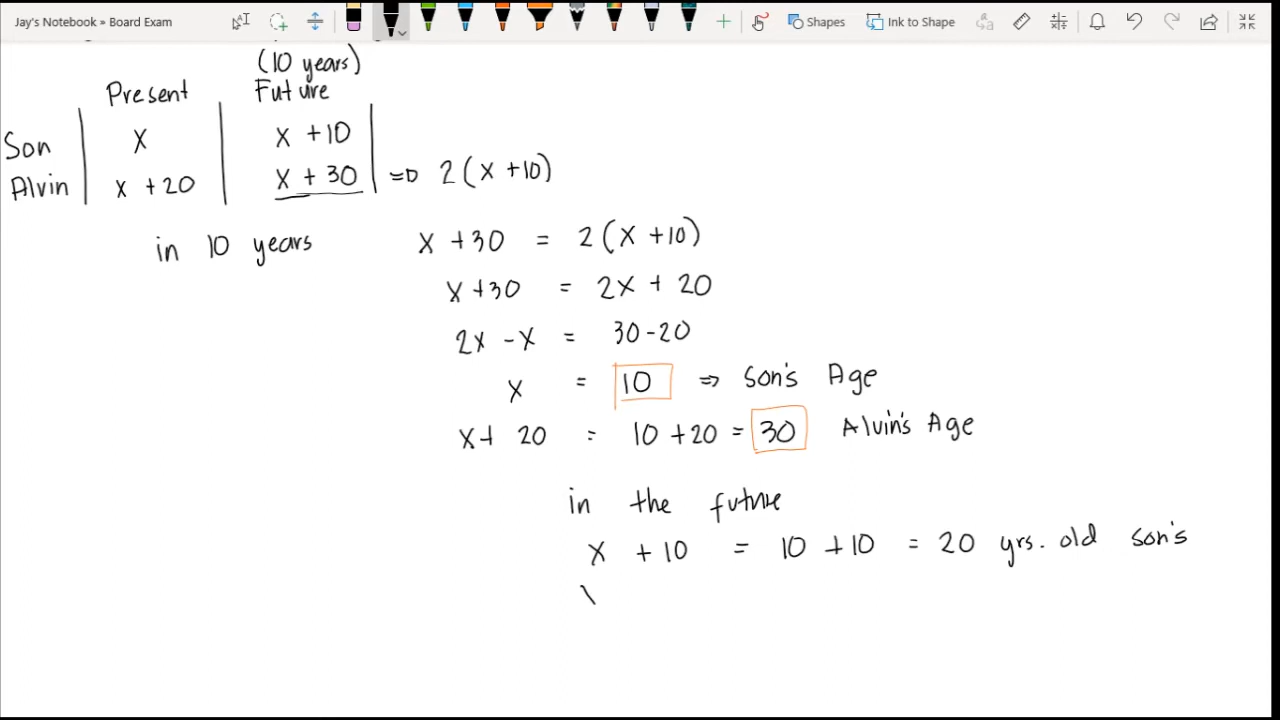 Jay's Notebook » Board Exam
Shapes
Ink to Shape
(10 years)
Present Future
Son x x + 10
Alvin x + 20 x + 30 => 2(x + 10)
in 10 years x + 30 = 2(x + 10)
x + 30 = 2x + 20
2x - x = 30 - 20
x = 10 => Son's Age
x + 20 = 10 + 20 = 30 Alvin's Age
in the future
x + 10 = 10 + 10 = 20 yrs. old son's